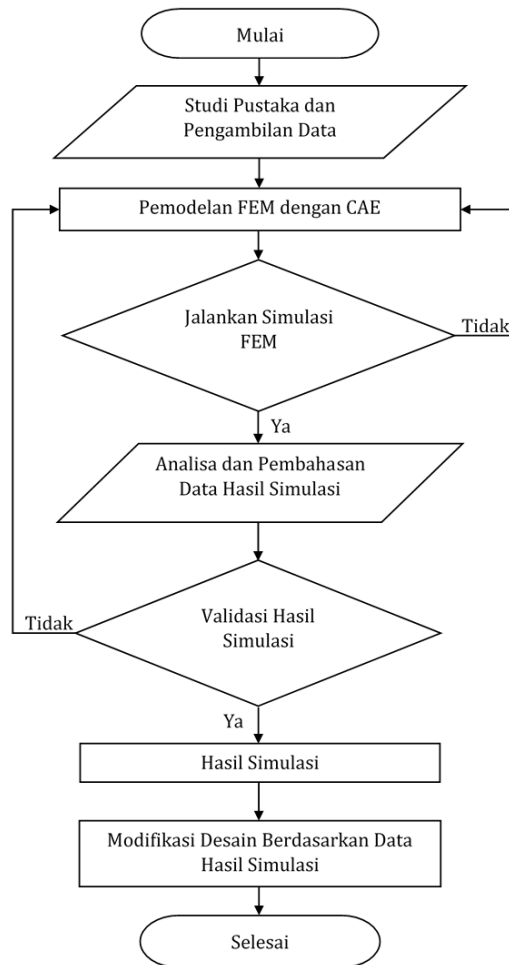 Mulai
Studi Pustaka dan
Pengambilan Data
Pemodelan FEM dengan CAE
Jalankan Simulasi
FEM
Tidak
Ya
Analisa dan Pembahasan
Data Hasil Simulasi
Validasi Hasil
Simulasi
Tidak
Ya
Hasil Simulasi
Modifikasi Desain Berdasarkan Data
Hasil Simulasi
Selesai